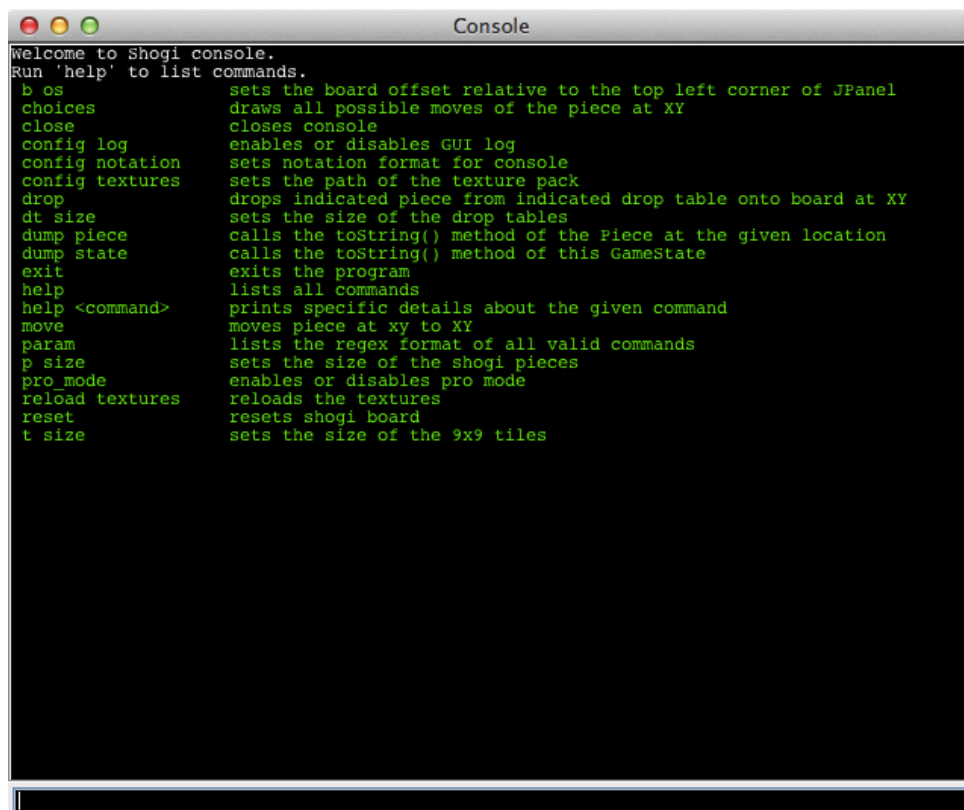 Console
Welcome to Shogi console.
Run 'help' to list commands.
b os sets the board offset relative to the top left corner of JPanel
choices draws all possible moves of the piece at XY
close closes console
config log enables or disables GUI log
config notation sets notation format for console
config textures sets the path of the texture pack
drop drops indicated piece from indicated drop table onto board at XY
dt size sets the size of the drop tables
dump piece calls the toString() method of the Piece at the given location
dump state calls the toString() method of this GameState
exit exits the program
help lists all commands
help <command> prints specific details about the given command
move moves piece at xy to XY
param lists the regex format of all valid commands
p size sets the size of the shogi pieces
pro_mode enables or disables pro mode
reload textures reloads the textures
reset resets shogi board
t size sets the size of the 9x9 tiles